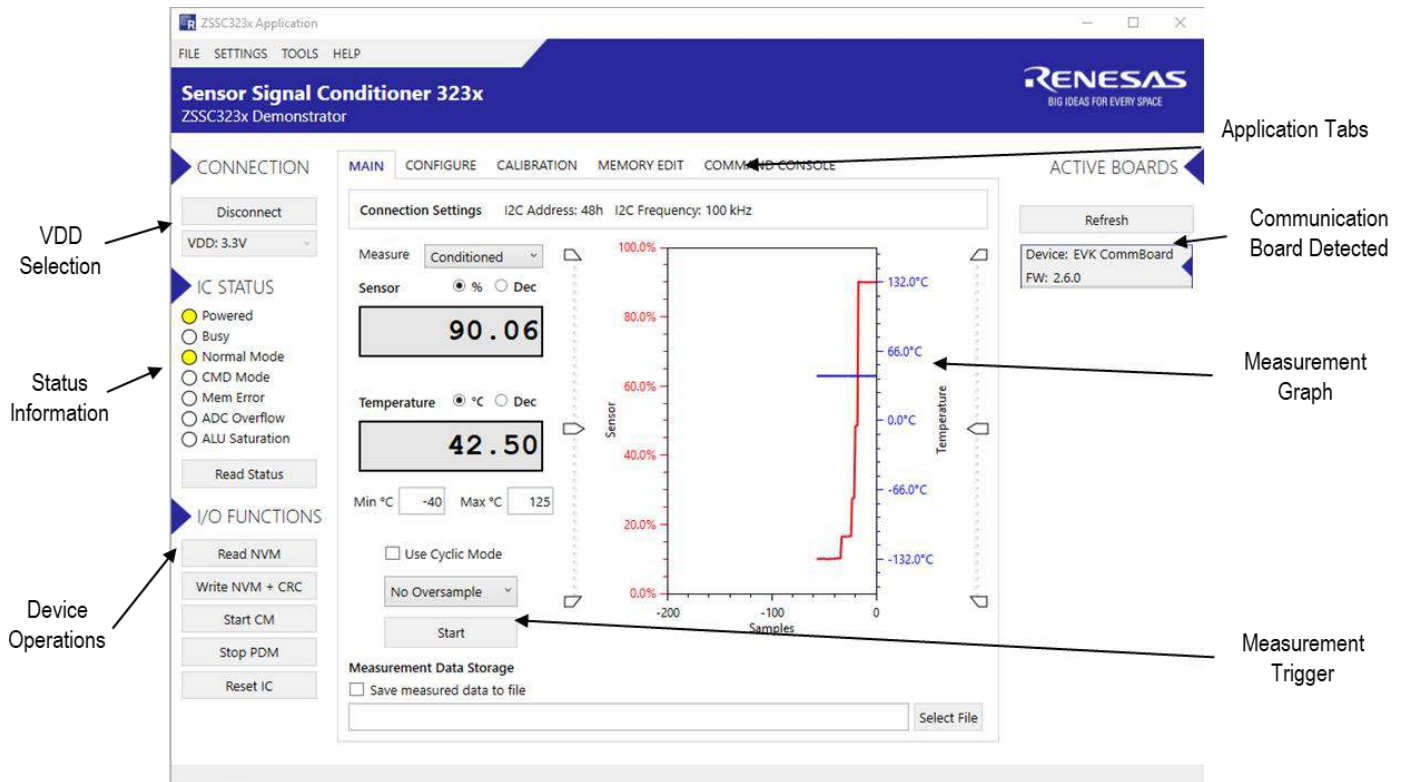 ZSSC323x Application
FILE SETTINGS TOOLS HELP
Sensor Signal Conditioner 323x
ZSSC323x Demonstrator
RENESAS
BIG IDEAS FOR EVERY SPACE
Application Tabs
CONNECTION
MAIN CONFIGURE CALIBRATION MEMORY EDIT COMMAND CONSOLE
ACTIVE BOARDS
Disconnect
VDD: 3.3V
VDD
Selection
Connection Settings I2C Address: 48h I2C Frequency: 100 kHz
Refresh
Device: EVK CommBoard
FW: 2.6.0
Communication
Board Detected
IC STATUS
Powered
Busy
Normal Mode
CMD Mode
Mem Error
ADC Overflow
ALU Saturation
Read Status
Status
Information
Measure Conditioned
Sensor % Dec
90.06
Temperature °C Dec
42.50
Min °C -40 Max °C 125
Use Cyclic Mode
No Oversample
Start
100.0%
80.0%
60.0%
40.0%
20.0%
0.0%
Sensor
132.0°C
66.0°C
0.0°C
-66.0°C
-132.0°C
Temperature
-200 -100 0
Samples
Measurement
Graph
I/O FUNCTIONS
Read NVM
Write NVM + CRC
Start CM
Stop PDM
Reset IC
Device
Operations
Measurement
Trigger
Measurement Data Storage
Save measured data to file
Select File